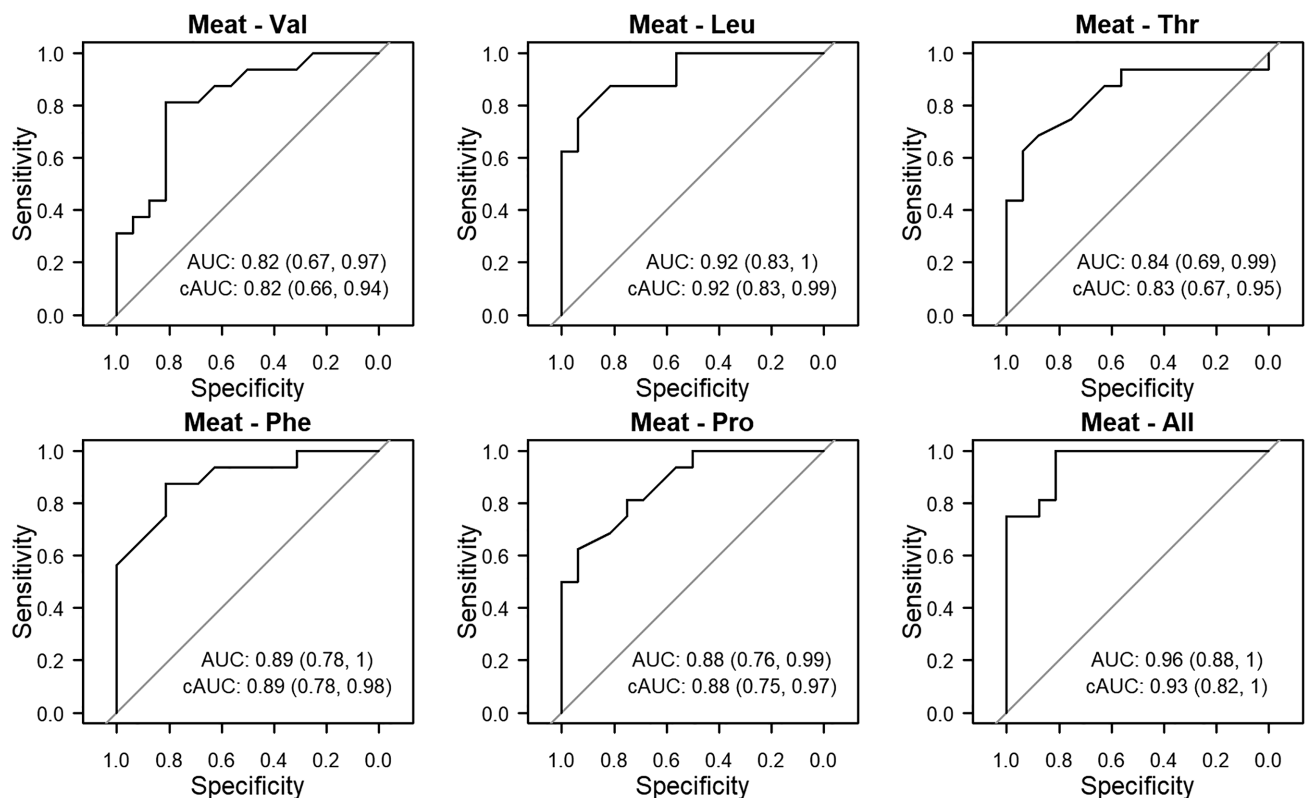 Meat - Val
Sensitivity
1.0
0.8
0.6
0.4
0.2
0.0
AUC: 0.82 (0.67, 0.97)
cAUC: 0.82 (0.66, 0.94)
1.0 0.8 0.6 0.4 0.2 0.0
Specificity
Meat - Leu
Sensitivity
1.0
0.8
0.6
0.4
0.2
0.0
AUC: 0.92 (0.83, 1)
cAUC: 0.92 (0.83, 0.99)
1.0 0.8 0.6 0.4 0.2 0.0
Specificity
Meat - Thr
Sensitivity
1.0
0.8
0.6
0.4
0.2
0.0
AUC: 0.84 (0.69, 0.99)
cAUC: 0.83 (0.67, 0.95)
1.0 0.8 0.6 0.4 0.2 0.0
Specificity
Meat - Phe
Sensitivity
1.0
0.8
0.6
0.4
0.2
0.0
AUC: 0.89 (0.78, 1)
cAUC: 0.89 (0.78, 0.98)
1.0 0.8 0.6 0.4 0.2 0.0
Specificity
Meat - Pro
Sensitivity
1.0
0.8
0.6
0.4
0.2
0.0
AUC: 0.88 (0.76, 0.99)
cAUC: 0.88 (0.75, 0.97)
1.0 0.8 0.6 0.4 0.2 0.0
Specificity
Meat - All
Sensitivity
1.0
0.8
0.6
0.4
0.2
0.0
AUC: 0.96 (0.88, 1)
cAUC: 0.93 (0.82, 1)
1.0 0.8 0.6 0.4 0.2 0.0
Specificity